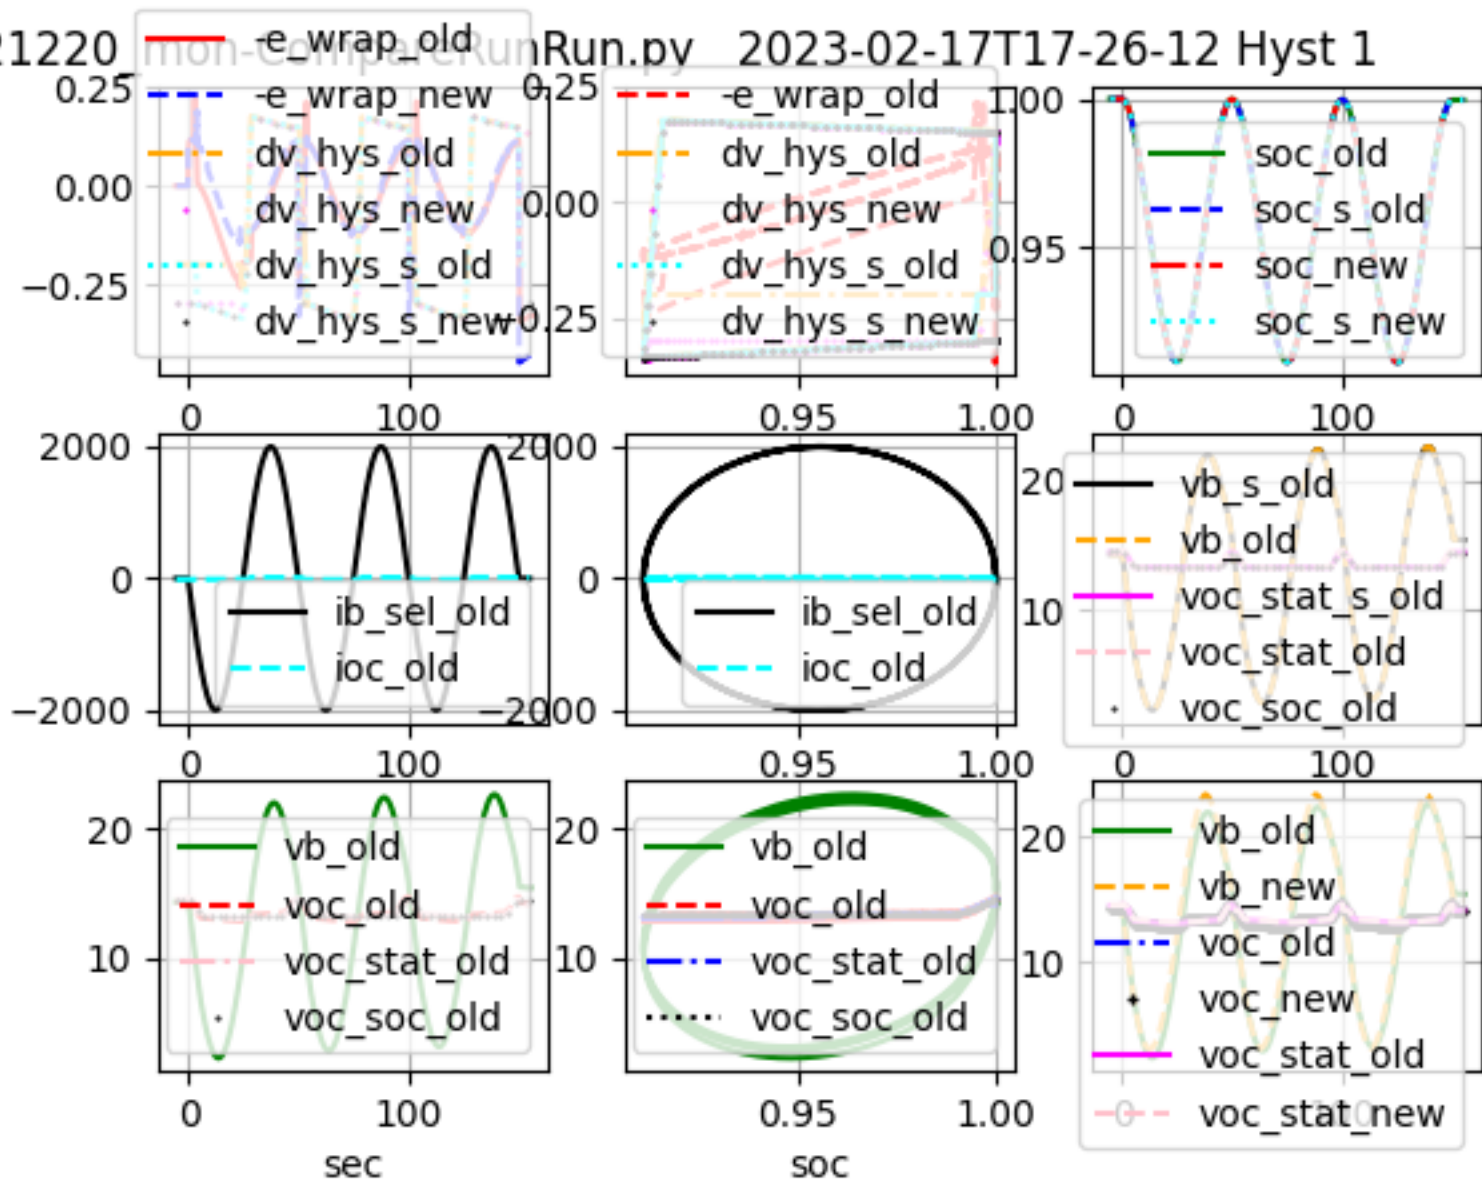 21220_mon-CompareRunRun.py 2023-02-17T17-26-12 Hyst 1
-e_wrap_old
-e_wrap_new
dv_hys_old
dv_hys_new
dv_hys_s_old
dv_hys_s_new
0.25
0.00
−0.25
0 100
-e_wrap_old
dv_hys_old
dv_hys_new
dv_hys_s_old
dv_hys_s_new
0.25
0.00
−0.25
0.95 1.00
soc_old
soc_s_old
soc_new
soc_s_new
1.00
0.95
0 100
2000
0
−2000
ib_sel_old
ioc_old
0 100
2000
0
−2000
ib_sel_old
ioc_old
0.95 1.00
20
10
vb_s_old
vb_old
voc_stat_s_old
voc_stat_old
voc_soc_old
0 100
20
10
vb_old
voc_old
voc_stat_old
voc_soc_old
0 100
sec
20
10
vb_old
voc_old
voc_stat_old
voc_soc_old
0.95 1.00
soc
20
10
vb_old
vb_new
voc_old
voc_new
voc_stat_old
voc_stat_new
0 100